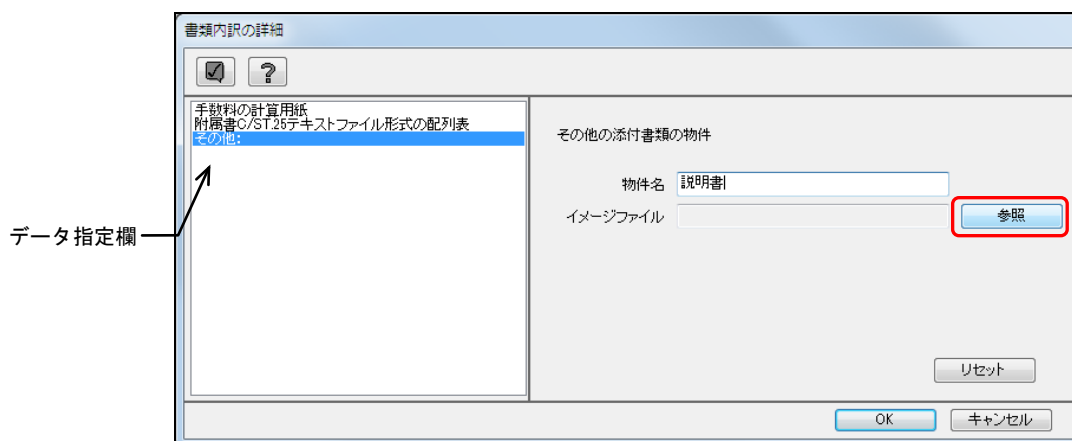 書類内訳の詳細
手数料の計算用紙
附属書C/ST.25テキストファイル形式の配列表
その他:
その他の添付書類の物件
物件名 説明書
イメージファイル 参照
データ指定欄
リセット
OK キャンセル